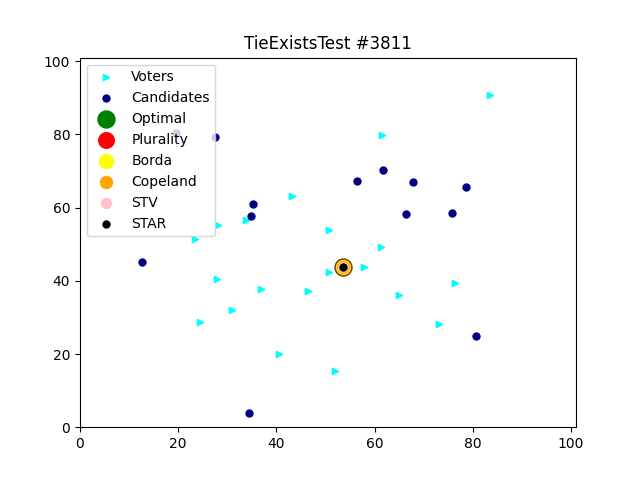 TieExistsTest #3811
100
80
60
40
20
0
Voters
Candidates
Optimal
Plurality
Borda
Copeland
STV
STAR
0 20 40 60 80 100